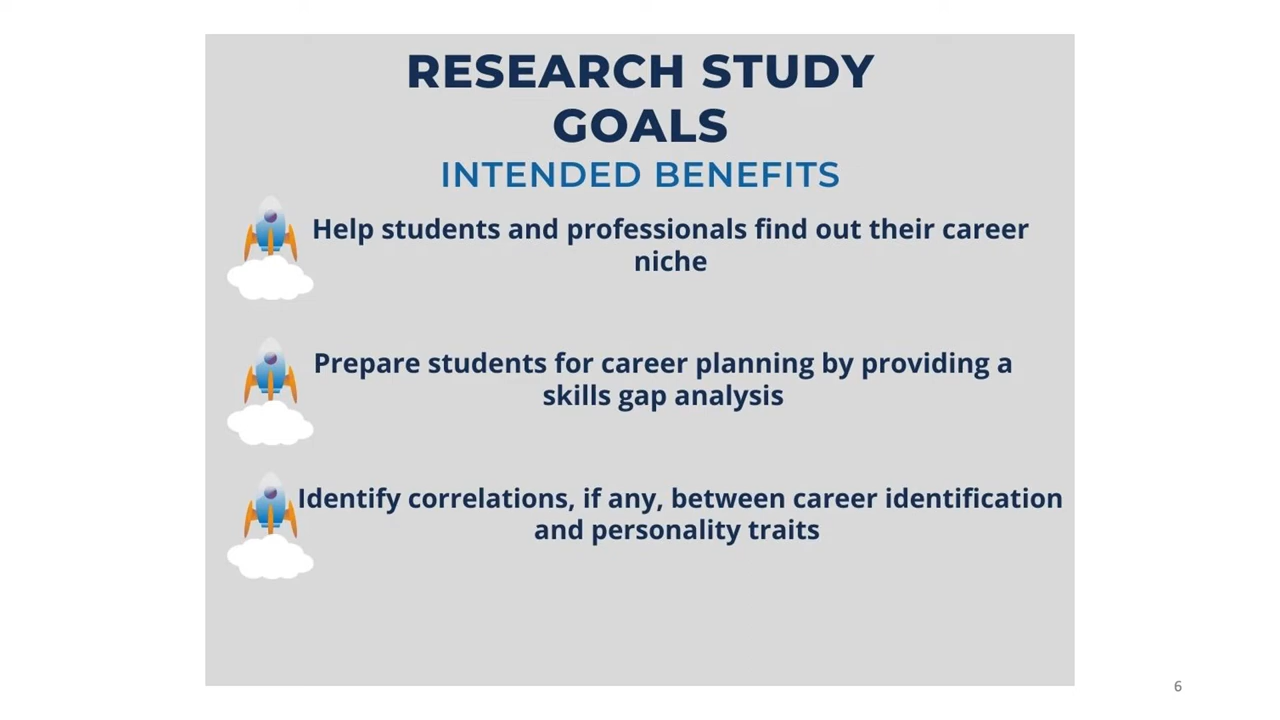 RESEARCH STUDY
GOALS
INTENDED BENEFITS
Help students and professionals find out their career
niche
Prepare students for career planning by providing a
skills gap analysis
Identify correlations, if any, between career identification
and personality traits
6